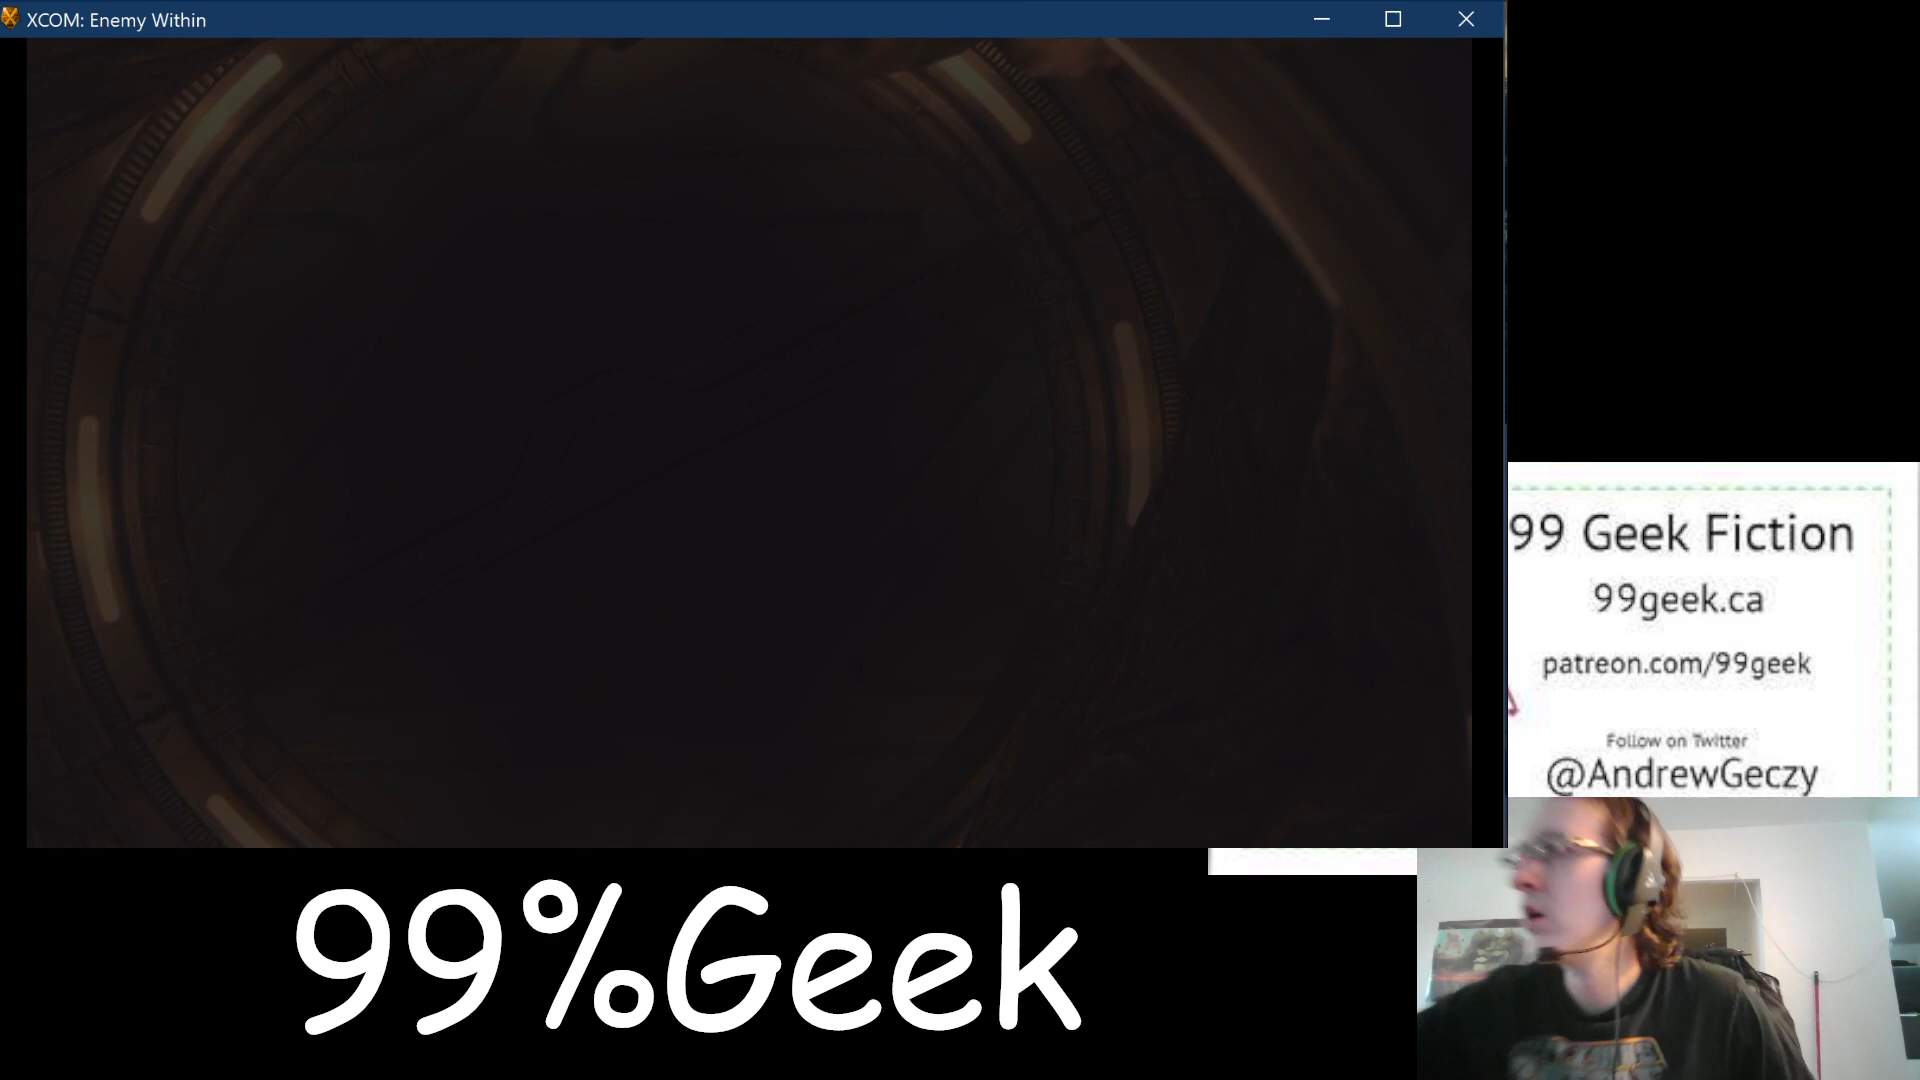 XCOM: Enemy Within
99 Geek Fiction
99geek.ca
patreon.com/99geek
Follow on Twitter
@AndrewGeczy
99%Geek